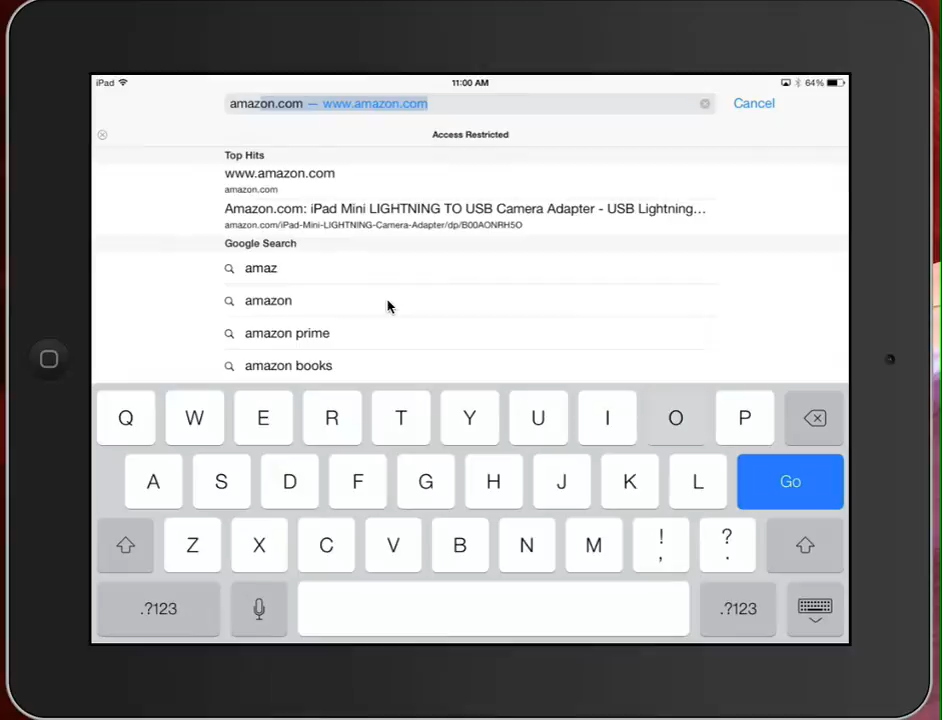 iPad 11:00 AM 64%
amazon.com — www.amazon.com Cancel
Access Restricted
Top Hits
www.amazon.com
amazon.com
Amazon.com: iPad Mini LIGHTNING TO USB Camera Adapter - USB Lightning...
amazon.com/iPad-Mini-LIGHTNING-Camera-Adapter/dp/B00AONRH5O
Google Search
amaz
amazon
amazon prime
amazon books
Q W E R T Y U I O P
A S D F G H J K L Go
Z X C V B N M ! , ? .
.?123 .?123